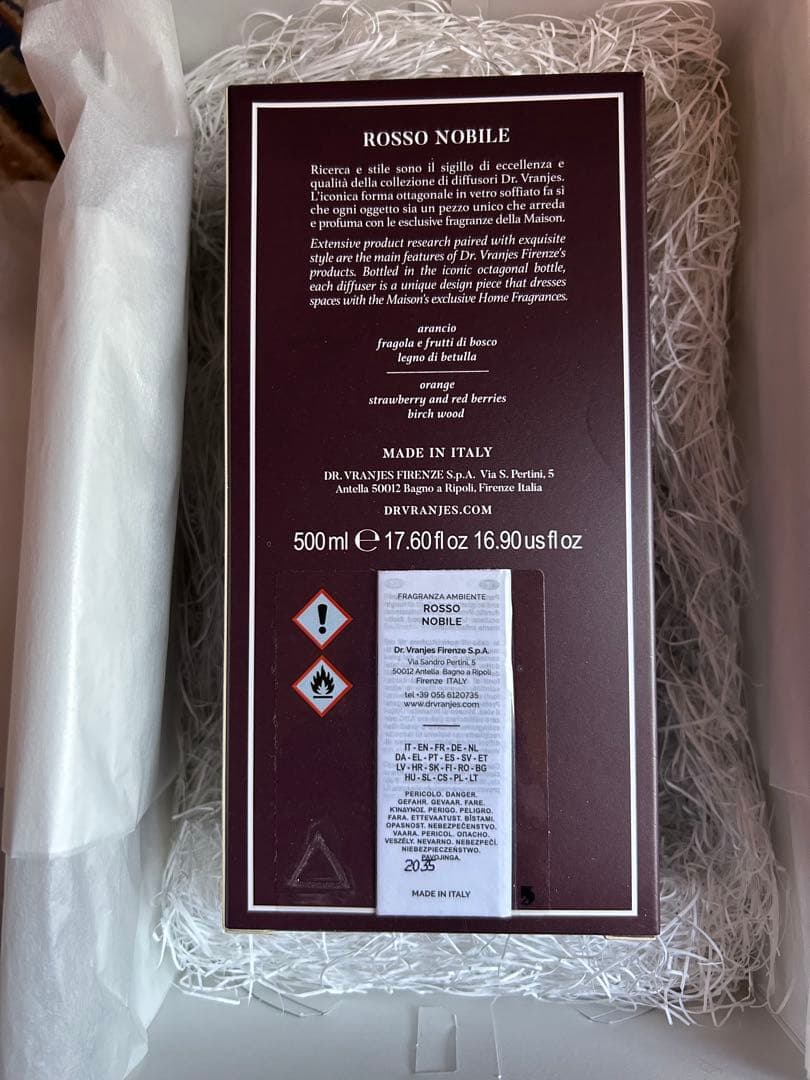 ROSSO NOBILE
Ricerca e stile sono il sigillo di eccellenza e
qualità della collezione di diffusori Dr. Vranjes.
L'iconica forma ottagonale in vetro soffiato fa sì
che ogni oggetto sia un pezzo unico che arreda
e profuma con le esclusive fragranze della Maison.
Extensive product research paired with exquisite
style are the main features of Dr. Vranjes Firenze's
products. Bottled in the iconic octagonal bottle,
each diffuser is a unique design piece that dresses
spaces with the Maison's exclusive Home Fragrances.
arancio
fragola e frutti di bosco
legno di betulla
orange
strawberry and red berries
birch wood
MADE IN ITALY
DR. VRANJES FIRENZE S.p.A. Via S. Pertini, 5
Antella 50012 Bagno a Ripoli, Firenze Italia
DRVRANJES.COM
500 ml ℮ 17.60 fl oz 16.90 us fl oz
FRAGRANZA AMBIENTE
ROSSO
NOBILE
Dr. Vranjes Firenze S.p.A.
Via Sandro Pertini, 5
50012 Antella Bagno a Ripoli
Firenze ITALY
tel +39 055 6120735
www.drvranjes.com
IT - EN - FR - DE - NL
DA - EL - PT - ES - SV - ET
LV - HR - SK - FI - RO - BG
HU - SL - CS - PL - LT
PERICOLO. DANGER.
GEFAHR. GEVAAR. FARE.
ΚΊΝΔΥΝΟΣ. PERIGO. PELIGRO.
FARA. ETTEVAATUST. BĪSTAMI.
OPASNOST. NEBEZPEČENSTVO.
VAARA. PERICOL. ОПАСНО.
VESZÉLY. NEVARNO. NEBEZPEČÍ.
NIEBEZPIECZEŃSTWO.
PAVOJINGA.
2035
MADE IN ITALY